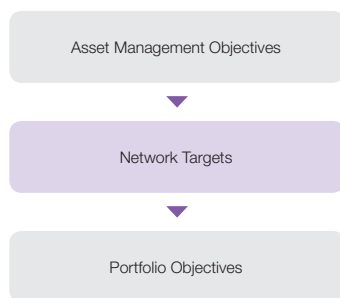 Asset Management Objectives
Network Targets
Portfolio Objectives